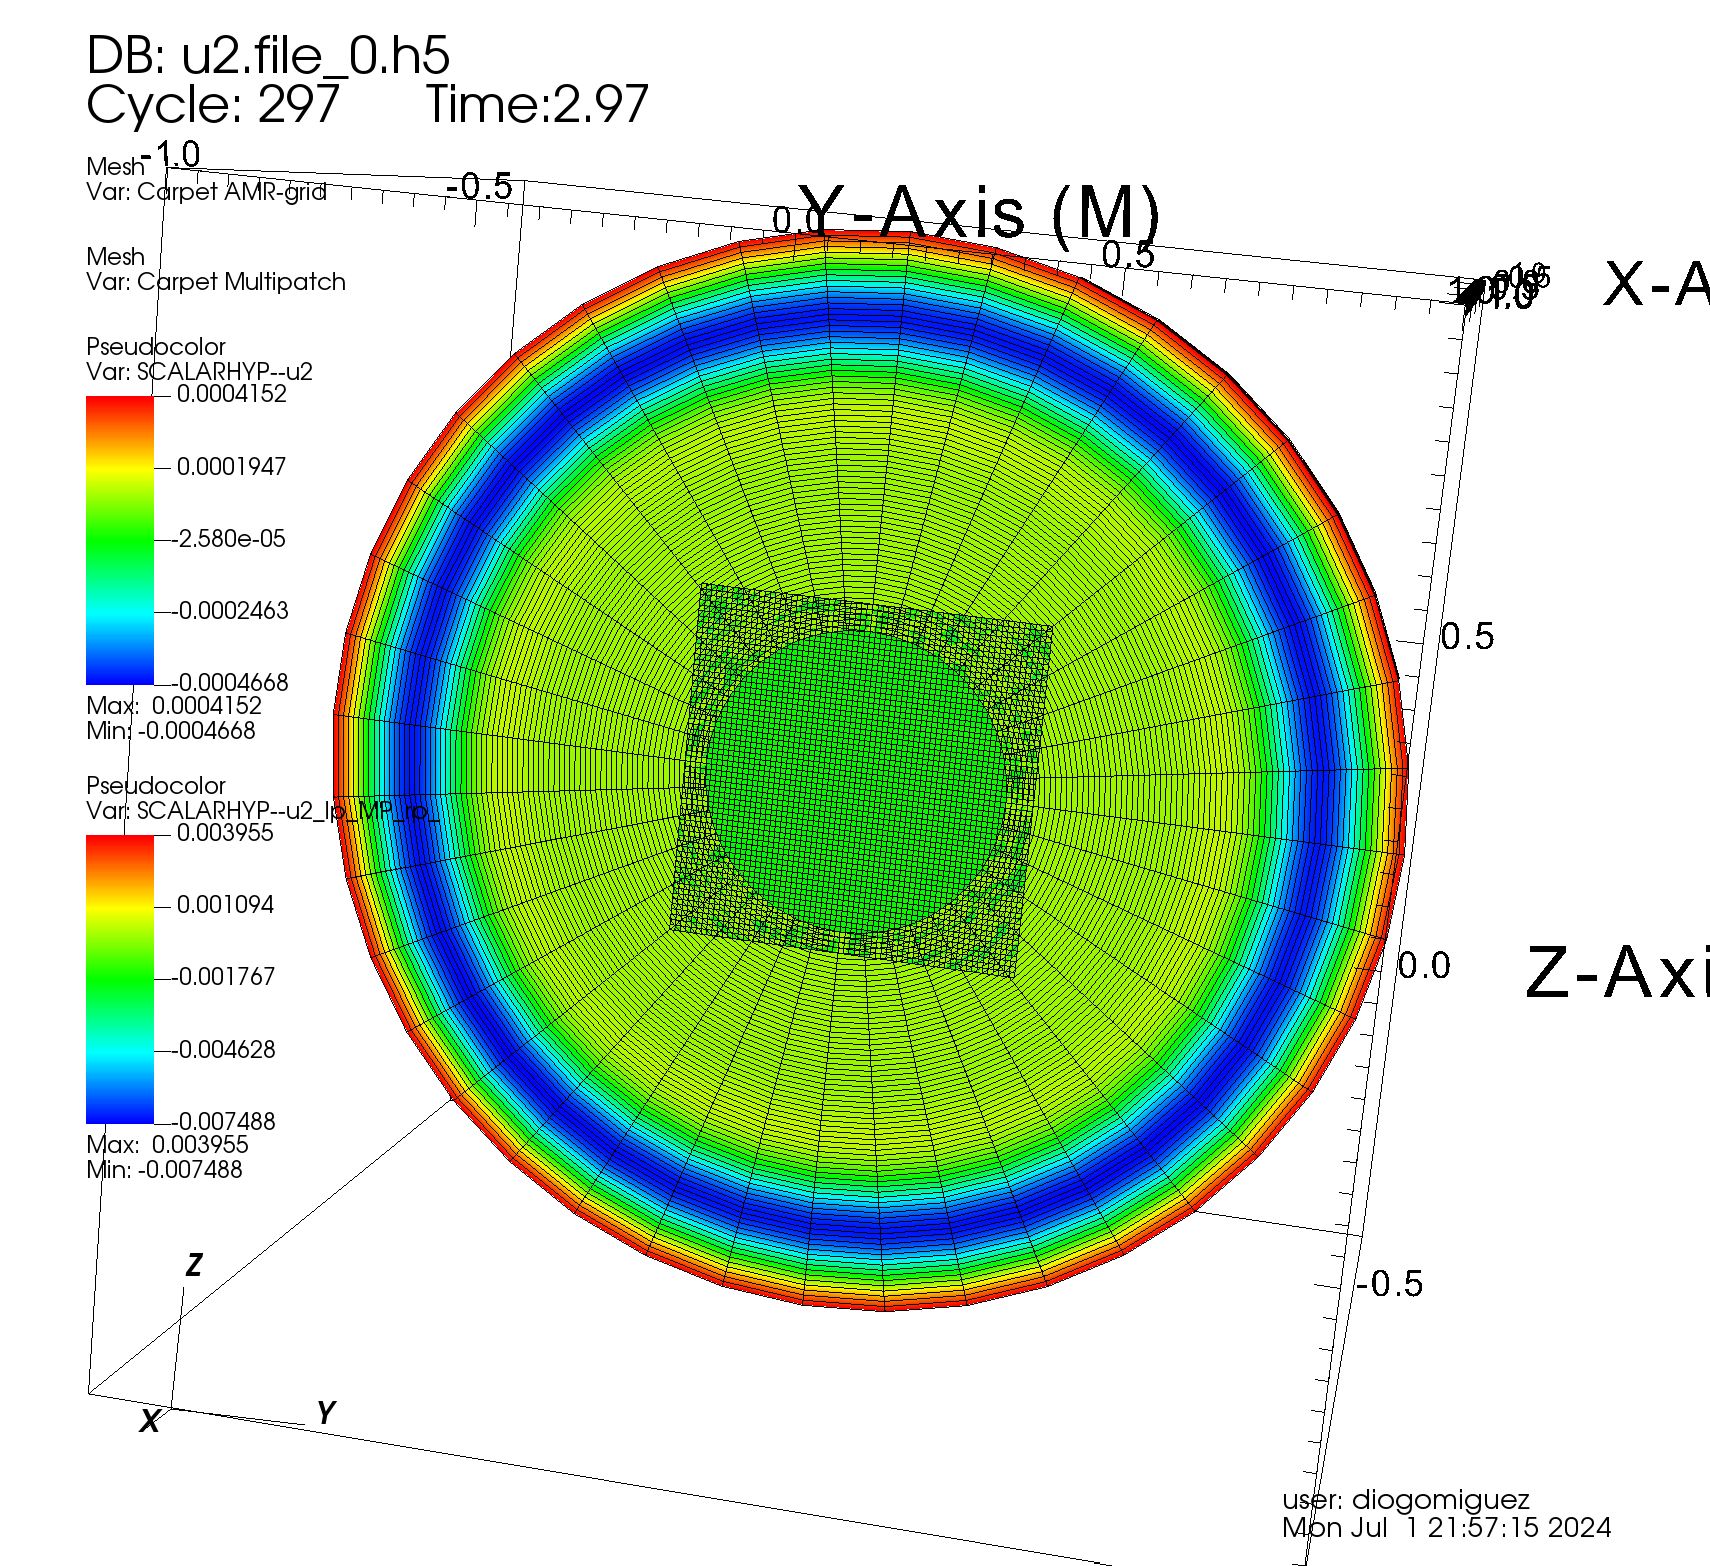 DB: u2.file_0.h5
Cycle: 297 Time:2.97
Mesh
Var: Carpet AMR-grid
Mesh
Var: Carpet Multipatch
Pseudocolor
Var: SCALARHYP--u2
0.0004152
0.0001947
-2.580e-05
-0.0002463
-0.0004668
Max: 0.0004152
Min: -0.0004668
Pseudocolor
Var: SCALARHYP--u2_lp_MP_rp_
0.003955
0.001094
-0.001767
-0.004628
-0.007488
Max: 0.003955
Min: -0.007488
-1.0
-0.5
0.0
Y-Axis (M)
0.5
X-A
0.5
0.0
Z-Axi
-0.5
Z
X
Y
user: diogomiguez
Mon Jul 1 21:57:15 2024